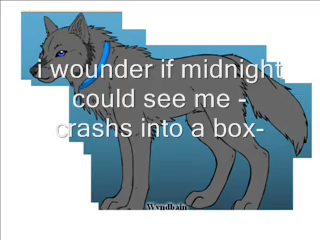 i wounder if midnight
could see me -
crashs into a box-
Wyndbain